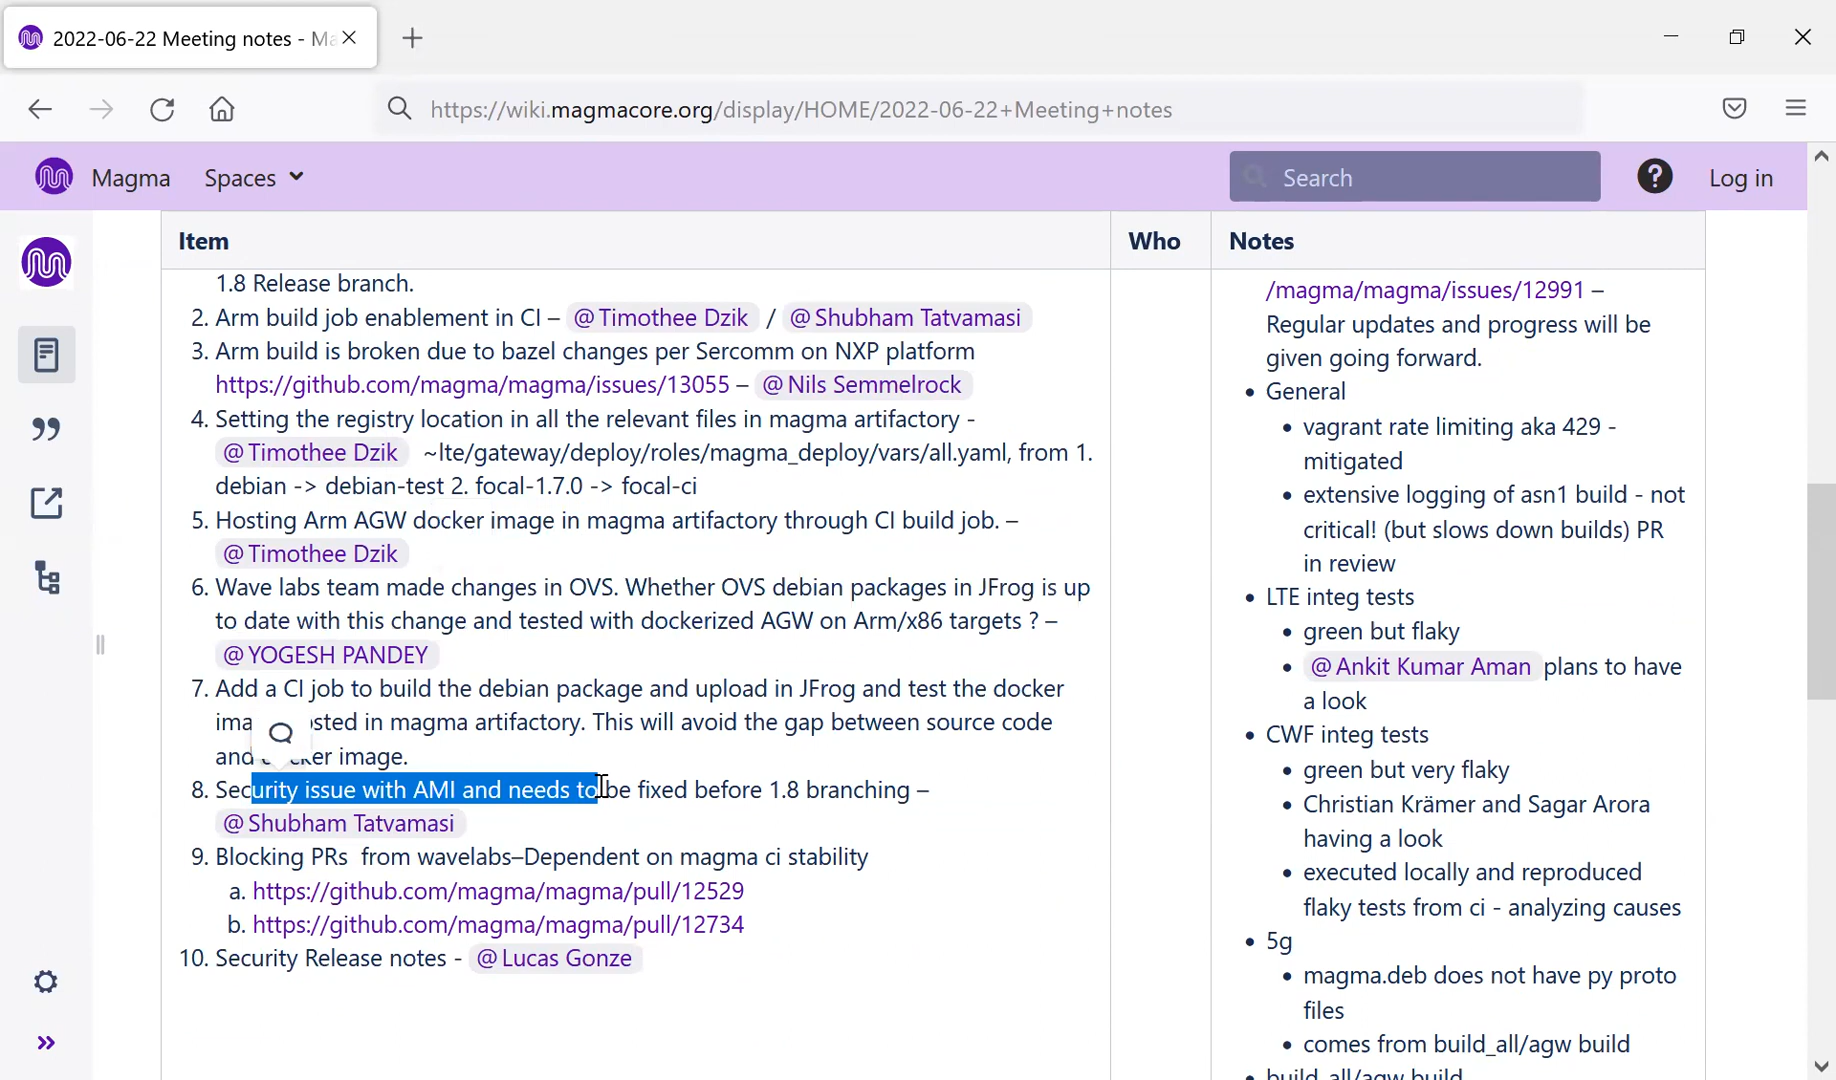 2022-06-22 Meeting notes - Ma
https://wiki.magmacore.org/display/HOME/2022-06-22+Meeting+notes
Magma
Spaces
Search
Log in
Item
Who
Notes
1.8 Release branch.
2. Arm build job enablement in CI – @Timothee Dzik / @Shubham Tatvamasi
3. Arm build is broken due to bazel changes per Sercomm on NXP platform
https://github.com/magma/magma/issues/13055 – @Nils Semmelrock
4. Setting the registry location in all the relevant files in magma artifactory -
@Timothee Dzik ~lte/gateway/deploy/roles/magma_deploy/vars/all.yaml, from 1.
debian -> debian-test 2. focal-1.7.0 -> focal-ci
5. Hosting Arm AGW docker image in magma artifactory through CI build job. –
@Timothee Dzik
6. Wave labs team made changes in OVS. Whether OVS debian packages in JFrog is up
to date with this change and tested with dockerized AGW on Arm/x86 targets ? –
@YOGESH PANDEY
7. Add a CI job to build the debian package and upload in JFrog and test the docker
ima sted in magma artifactory. This will avoid the gap between source code
and cker image.
8. Security issue with AMI and needs to be fixed before 1.8 branching –
@Shubham Tatvamasi
9. Blocking PRs from wavelabs–Dependent on magma ci stability
a. https://github.com/magma/magma/pull/12529
b. https://github.com/magma/magma/pull/12734
10. Security Release notes - @Lucas Gonze
/magma/magma/issues/12991 –
Regular updates and progress will be
given going forward.
• General
• vagrant rate limiting aka 429 -
mitigated
• extensive logging of asn1 build - not
critical! (but slows down builds) PR
in review
• LTE integ tests
• green but flaky
• @Ankit Kumar Aman plans to have
a look
• CWF integ tests
• green but very flaky
• Christian Krämer and Sagar Arora
having a look
• executed locally and reproduced
flaky tests from ci - analyzing causes
• 5g
• magma.deb does not have py proto
files
• comes from build_all/agw build
• build_all/agw build